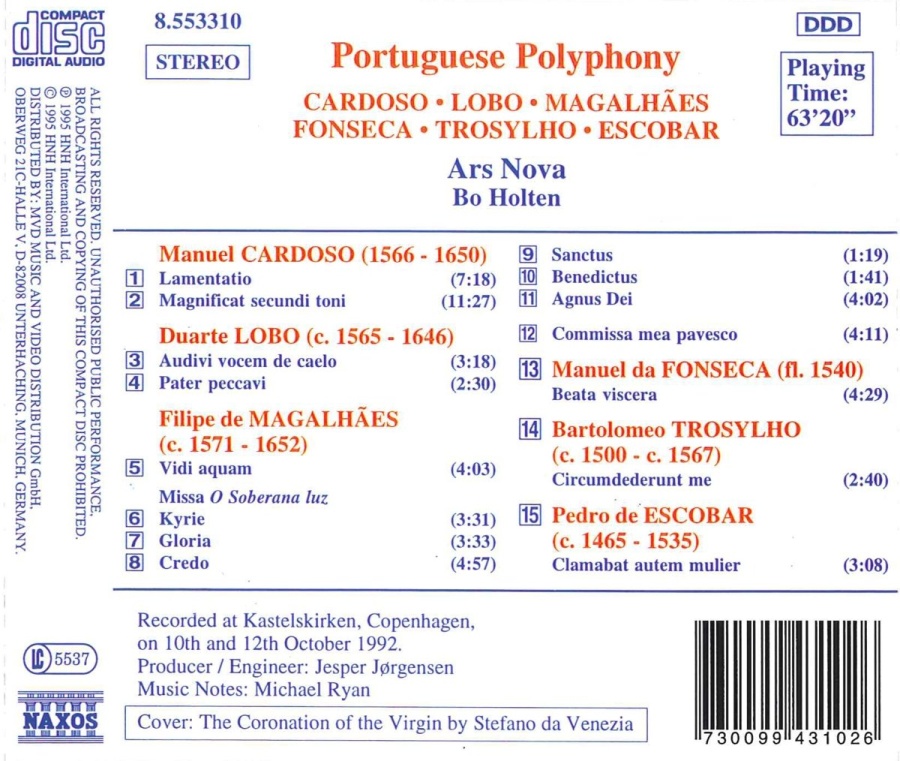 COMPACT
disc
DIGITAL AUDIO
8.553310
STEREO
DDD
Playing
Time:
63'20”
Portuguese Polyphony
CARDOSO • LOBO • MAGALHÃES
FONSECA • TROSYLHO • ESCOBAR
Ars Nova
Bo Holten
ALL RIGHTS RESERVED. UNAUTHORISED PUBLIC PERFORMANCE,
BROADCASTING AND COPYING OF THIS COMPACT DISC PROHIBITED.
℗ 1995 HNH International Ltd.
© 1995 HNH International Ltd.
DISTRIBUTED BY: MVD MUSIC AND VIDEO DISTRIBUTION GmbH,
OBERWEG 21C-HALLE V, D-82008 UNTERHACHING, MUNICH, GERMANY.
Manuel CARDOSO (1566 - 1650)
1 Lamentatio (7:18)
2 Magnificat secundi toni (11:27)
Duarte LOBO (c. 1565 - 1646)
3 Audivi vocem de caelo (3:18)
4 Pater peccavi (2:30)
Filipe de MAGALHÃES
(c. 1571 - 1652)
5 Vidi aquam (4:03)
Missa O Soberana luz
6 Kyrie (3:31)
7 Gloria (3:33)
8 Credo (4:57)
9 Sanctus (1:19)
10 Benedictus (1:41)
11 Agnus Dei (4:02)
12 Commissa mea pavesco (4:11)
13 Manuel da FONSECA (fl. 1540)
Beata viscera (4:29)
14 Bartolomeo TROSYLHO
(c. 1500 - c. 1567)
Circumdederunt me (2:40)
15 Pedro de ESCOBAR
(c. 1465 - 1535)
Clamabat autem mulier (3:08)
Recorded at Kastelskirken, Copenhagen,
on 10th and 12th October 1992.
Producer / Engineer: Jesper Jørgensen
Music Notes: Michael Ryan
Cover: The Coronation of the Virgin by Stefano da Venezia
LC 5537
NAXOS
730099 431026